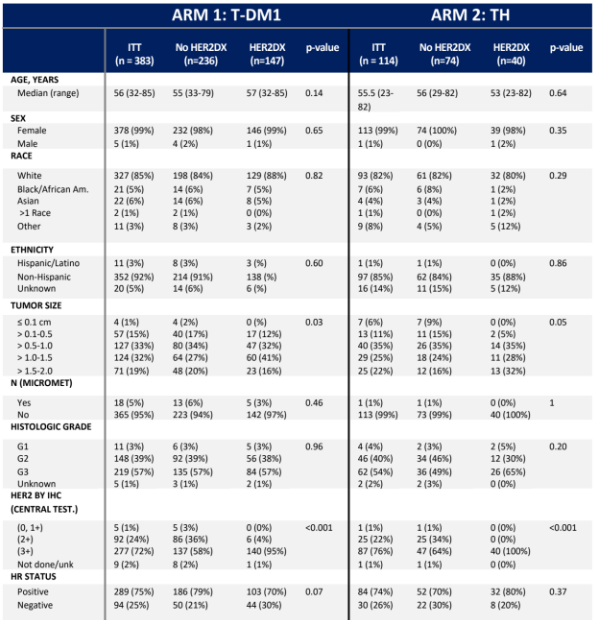 ARM 1: T-DM1 ARM 2: TH
ITT (n = 383) No HER2DX (n=236) HER2DX (n=147) p-value ITT (n = 114) No HER2DX (n=74) HER2DX (n=40) p-value
AGE, YEARS
Median (range) 56 (32-85) 55 (33-79) 57 (32-85) 0.14 55.5 (23-82) 56 (29-82) 53 (23-82) 0.64
SEX
Female 378 (99%) 232 (98%) 146 (99%) 0.65 113 (99%) 74 (100%) 39 (98%) 0.35
Male 5 (1%) 4 (2%) 1 (1%) 1 (1%) 0 (0%) 1 (2%)
RACE
White 327 (85%) 198 (84%) 129 (88%) 0.82 93 (82%) 61 (82%) 32 (80%) 0.29
Black/African Am. 21 (5%) 14 (6%) 7 (5%) 7 (6%) 6 (8%) 1 (2%)
Asian 22 (6%) 14 (6%) 8 (5%) 4 (4%) 3 (4%) 1 (2%)
>1 Race 2 (1%) 2 (1%) 0 (0%) 1 (1%) 0 (0%) 1 (2%)
Other 11 (3%) 8 (3%) 3 (2%) 9 (8%) 4 (5%) 5 (12%)
ETHNICITY
Hispanic/Latino 11 (3%) 8 (3%) 3 (%) 0.60 1 (1%) 1 (1%) 0 (0%) 0.86
Non-Hispanic 352 (92%) 214 (91%) 138 (%) 97 (85%) 62 (84%) 35 (88%)
Unknown 20 (5%) 14 (6%) 6 (%) 16 (14%) 11 (15%) 5 (12%)
TUMOR SIZE
≤ 0.1 cm 4 (1%) 4 (2%) 0 (%) 0.03 7 (6%) 7 (9%) 0 (0%) 0.05
> 0.1-0.5 57 (15%) 40 (17%) 17 (12%) 13 (11%) 11 (15%) 2 (5%)
> 0.5-1.0 127 (33%) 80 (34%) 47 (32%) 40 (35%) 26 (35%) 14 (35%)
> 1.0-1.5 124 (32%) 64 (27%) 60 (41%) 29 (25%) 18 (24%) 11 (28%)
> 1.5-2.0 71 (19%) 48 (20%) 23 (16%) 25 (22%) 12 (16%) 13 (32%)
N (MICROMET)
Yes 18 (5%) 13 (6%) 5 (3%) 0.46 1 (1%) 1 (1%) 0 (0%) 1
No 365 (95%) 223 (94%) 142 (97%) 113 (99%) 73 (99%) 40 (100%)
HISTOLOGIC GRADE
G1 11 (3%) 6 (3%) 5 (3%) 0.96 4 (4%) 2 (3%) 2 (5%) 0.20
G2 148 (39%) 92 (39%) 56 (38%) 46 (40%) 34 (46%) 12 (30%)
G3 219 (57%) 135 (57%) 84 (57%) 62 (54%) 36 (49%) 26 (65%)
Unknown 5 (1%) 3 (1%) 2 (1%) 2 (2%) 2 (3%) 0 (0%)
HER2 BY IHC
(CENTRAL TEST.)
(0, 1+) 5 (1%) 5 (3%) 0 (0%) <0.001 1 (1%) 1 (1%) 0 (0%) <0.001
(2+) 92 (24%) 86 (36%) 6 (4%) 25 (22%) 25 (34%) 0 (0%)
(3+) 277 (72%) 137 (58%) 140 (95%) 87 (76%) 47 (64%) 40 (100%)
Not done/unk 9 (2%) 8 (2%) 1 (1%) 1 (1%) 1 (1%) 0 (0%)
HR STATUS
Positive 289 (75%) 186 (79%) 103 (70%) 0.07 84 (74%) 52 (70%) 32 (80%) 0.37
Negative 94 (25%) 50 (21%) 44 (30%) 30 (26%) 22 (30%) 8 (20%)